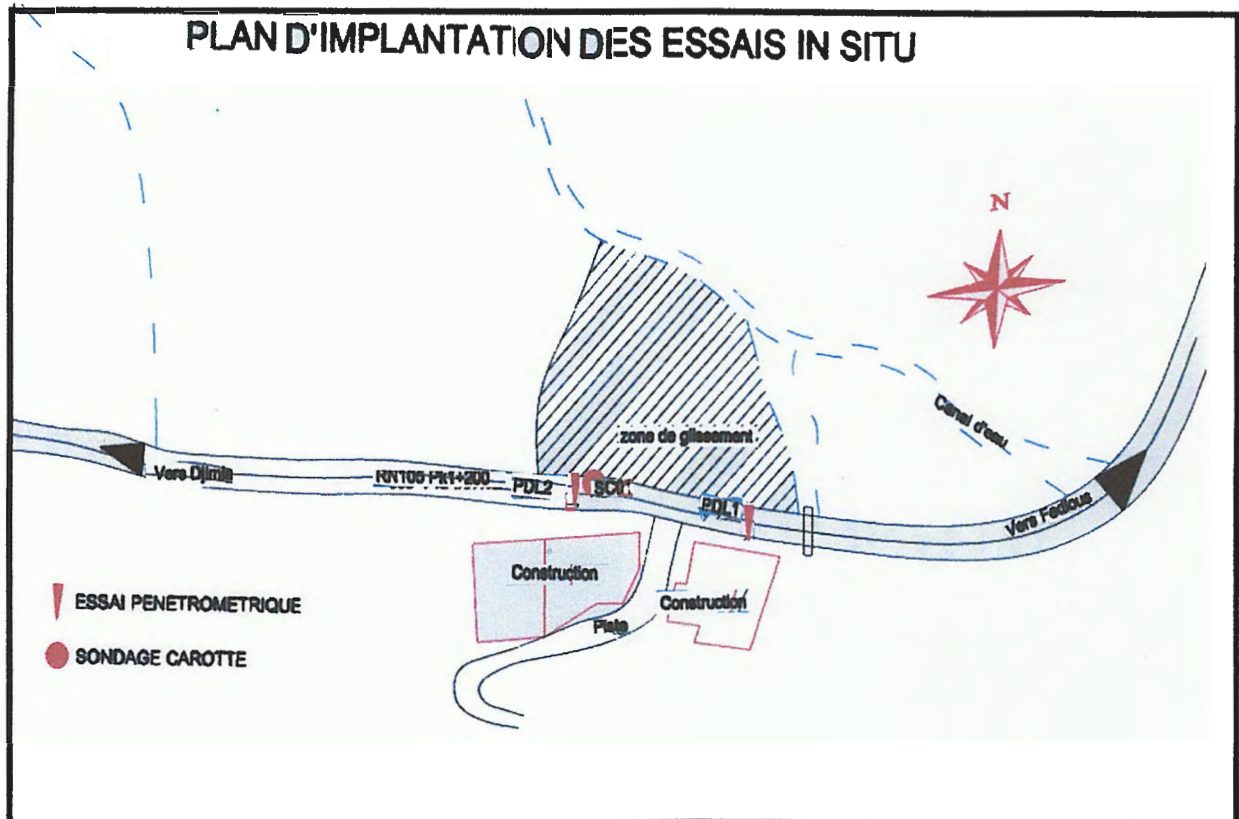 PLAN D'IMPLANTATION DES ESSAIS IN SITU
N
Canal d'eau
zone de glissement
Vers Djimla
RN105 Pk1+200
PDL2
SC01
PDL1
Vers Fedious
Construction
Construction
Piste
ESSAI PENETROMETRIQUE
SONDAGE CAROTTE